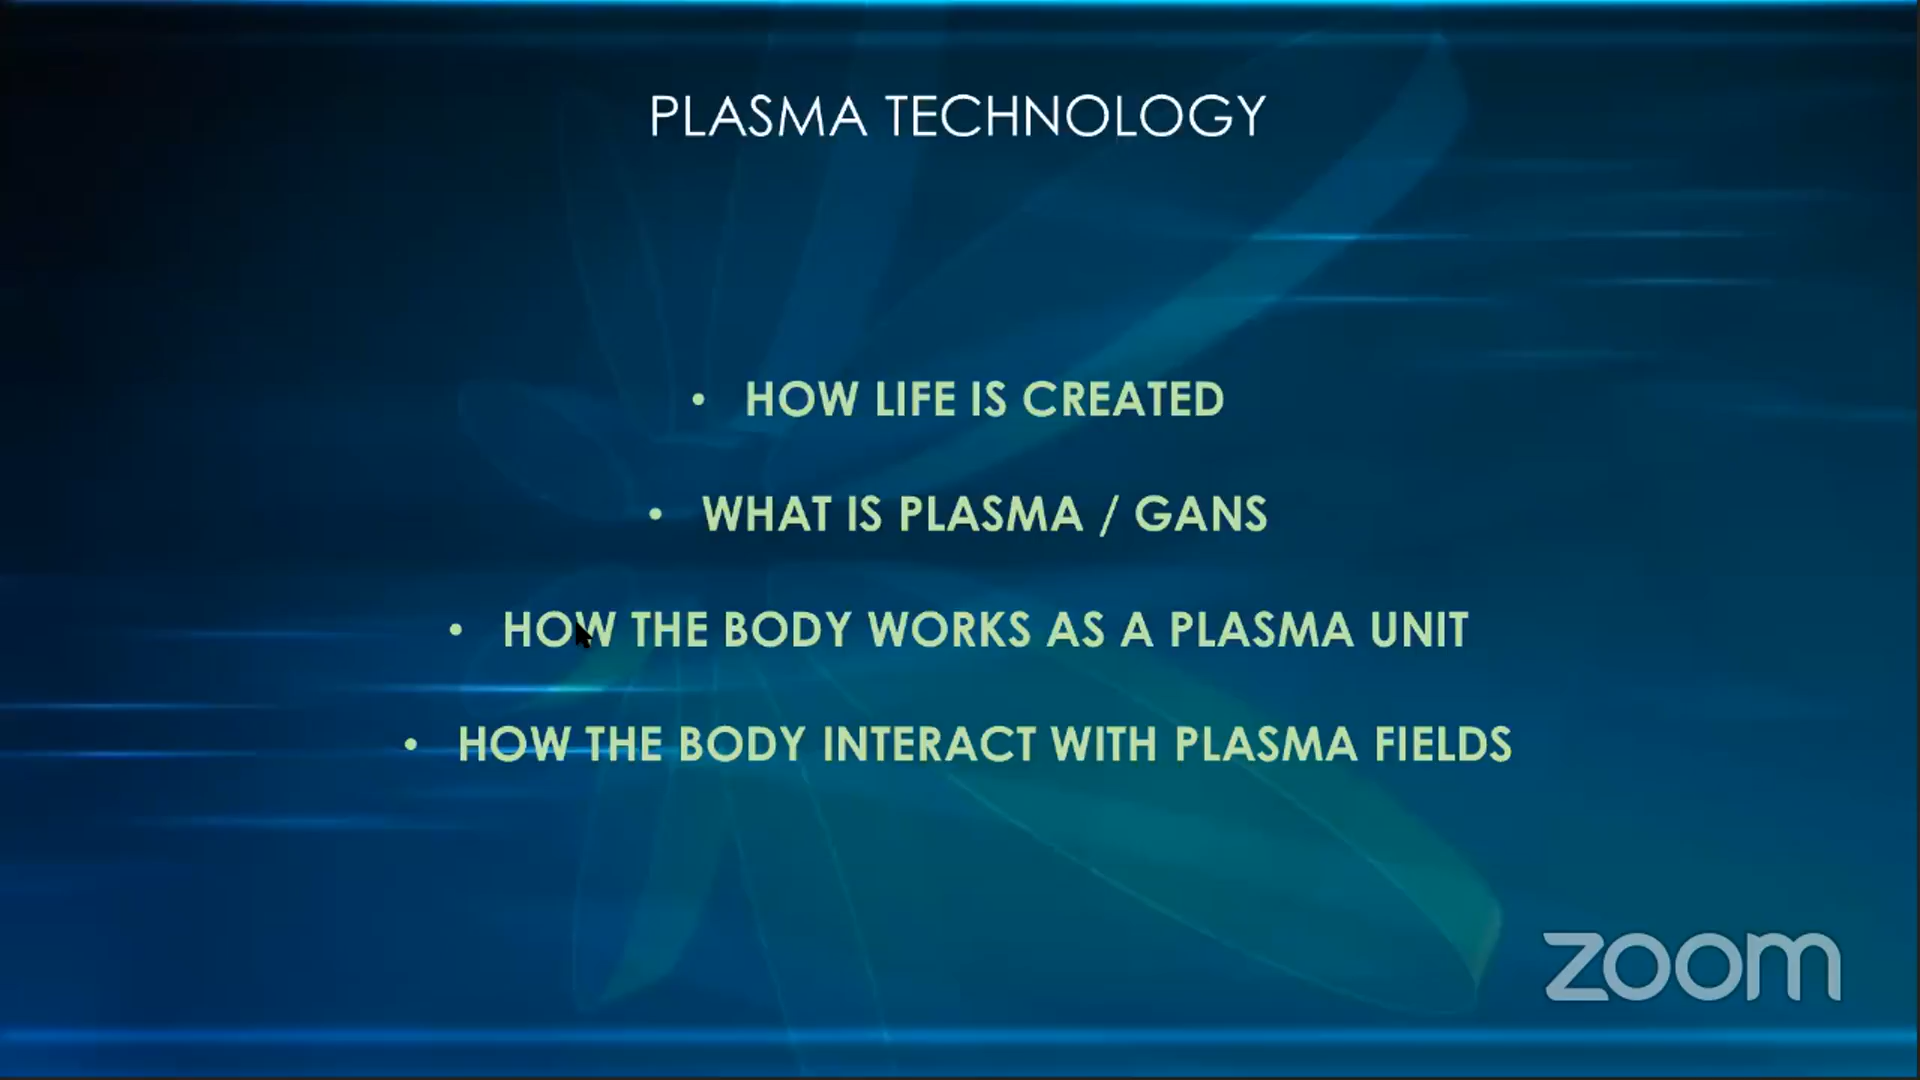 PLASMA TECHNOLOGY
• HOW LIFE IS CREATED
• WHAT IS PLASMA / GANS
• HOW THE BODY WORKS AS A PLASMA UNIT
• HOW THE BODY INTERACT WITH PLASMA FIELDS
zoom